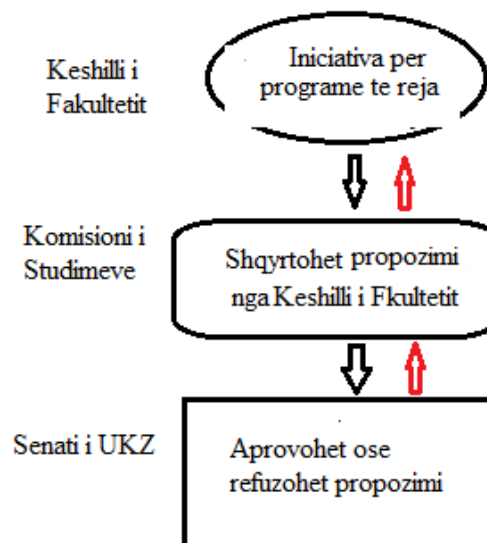 Keshilli i
Fakultetit
Iniciativa per
programe te reja
Komisioni i
Studimeve
Shqyrtohet propozimi
nga Keshilli i Fkultetit
Senati i UKZ
Aprovohet ose
refuzohet propozimi